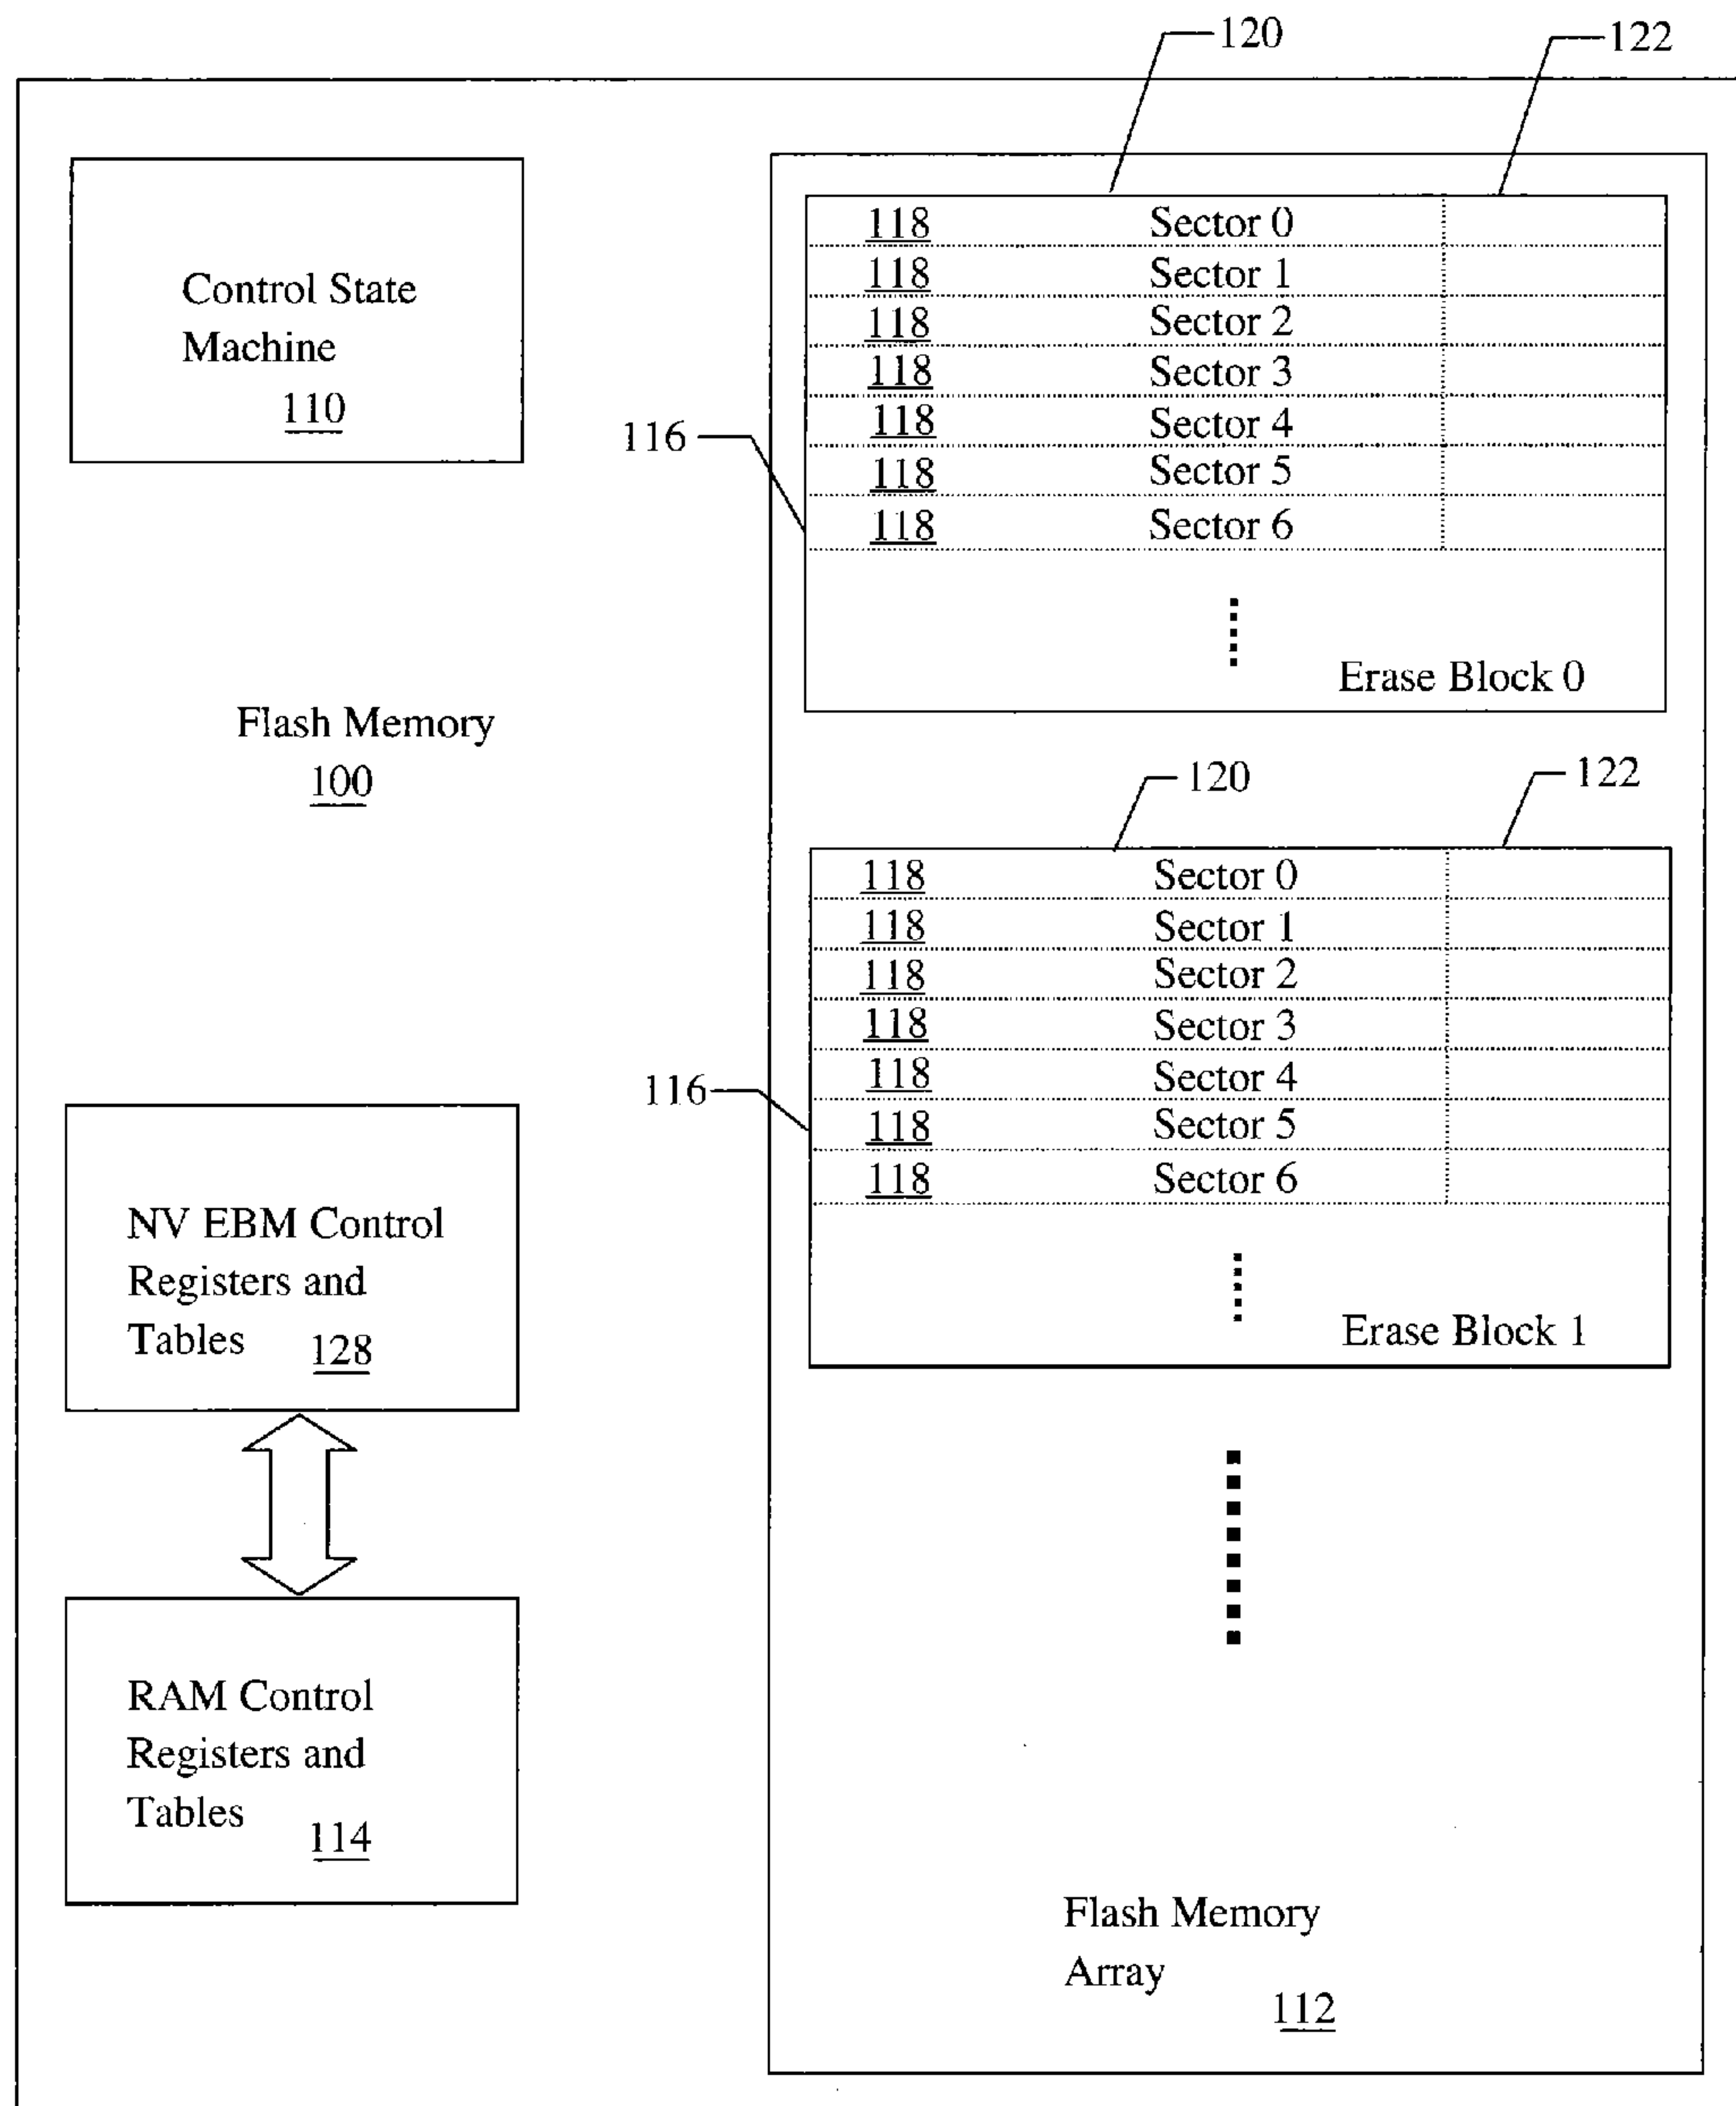 120
122
Control State
Machine
110
118 Sector 0
118 Sector 1
118 Sector 2
118 Sector 3
118 Sector 4
118 Sector 5
118 Sector 6
116
Erase Block 0
Flash Memory
100
120
122
118 Sector 0
118 Sector 1
118 Sector 2
118 Sector 3
118 Sector 4
118 Sector 5
118 Sector 6
116
Erase Block 1
NV EBM Control
Registers and
Tables 128
RAM Control
Registers and
Tables 114
Flash Memory
Array
112